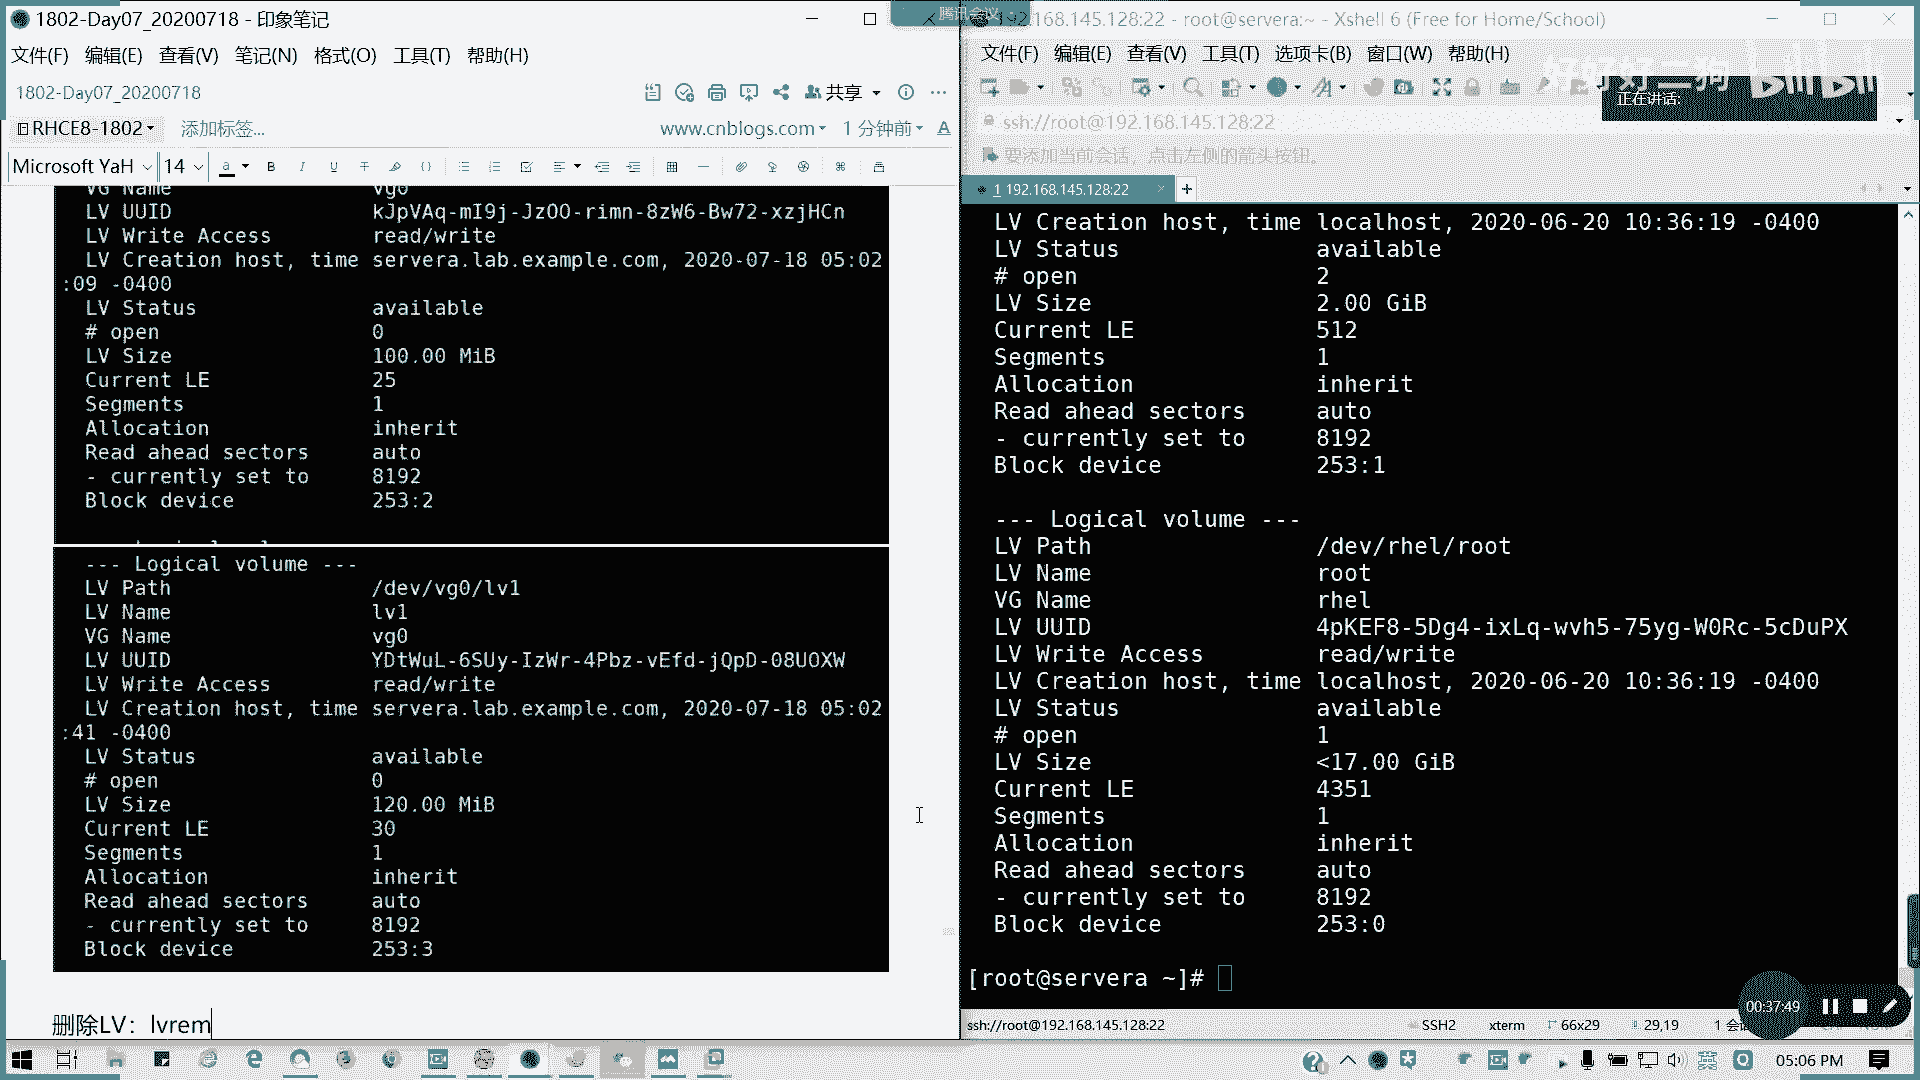 1802-Day07_20200718 - 印象笔记
文件(F) 编辑(E) 查看(V) 笔记(N) 格式(O) 工具(T) 帮助(H)
1802-Day07_20200718
共享
RHCE8-1802
添加标签...
www.cnblogs.com
1 分钟前
Microsoft YaH 14
VG Name vg0
LV UUID kJpVAq-mI9j-JzOO-rimn-8zW6-Bw72-xzjHCn
LV Write Access read/write
LV Creation host, time servera.lab.example.com, 2020-07-18 05:02
:09 -0400
LV Status available
# open 0
LV Size 100.00 MiB
Current LE 25
Segments 1
Allocation inherit
Read ahead sectors auto
- currently set to 8192
Block device 253:2
--- Logical volume ---
LV Path /dev/vg0/lv1
LV Name lv1
VG Name vg0
LV UUID YDtWuL-6SUy-IzWr-4Pbz-vEfd-jQpD-08UOXW
LV Write Access read/write
LV Creation host, time servera.lab.example.com, 2020-07-18 05:02
:41 -0400
LV Status available
# open 0
LV Size 120.00 MiB
Current LE 30
Segments 1
Allocation inherit
Read ahead sectors auto
- currently set to 8192
Block device 253:3
删除LV：lvrem
腾讯会议
192.168.145.128:22 - root@servera:~ - Xshell 6 (Free for Home/School)
文件(F) 编辑(E) 查看(V) 工具(T) 选项卡(B) 窗口(W) 帮助(H)
好好好二狗 bilibili
正在讲话:
ssh://root@192.168.145.128:22
要添加当前会话，点击左侧的箭头按钮。
1 192.168.145.128:22
LV Creation host, time localhost, 2020-06-20 10:36:19 -0400
LV Status available
# open 2
LV Size 2.00 GiB
Current LE 512
Segments 1
Allocation inherit
Read ahead sectors auto
- currently set to 8192
Block device 253:1
--- Logical volume ---
LV Path /dev/rhel/root
LV Name root
VG Name rhel
LV UUID 4pKEF8-5Dg4-ixLq-wvh5-75yg-W0Rc-5cDuPX
LV Write Access read/write
LV Creation host, time localhost, 2020-06-20 10:36:19 -0400
LV Status available
# open 1
LV Size <17.00 GiB
Current LE 4351
Segments 1
Allocation inherit
Read ahead sectors auto
- currently set to 8192
Block device 253:0
[root@servera ~]#
00:37:49
ssh://root@192.168.145.128:22 SSH2 xterm 66x29 29,19 1 会
英
05:06 PM